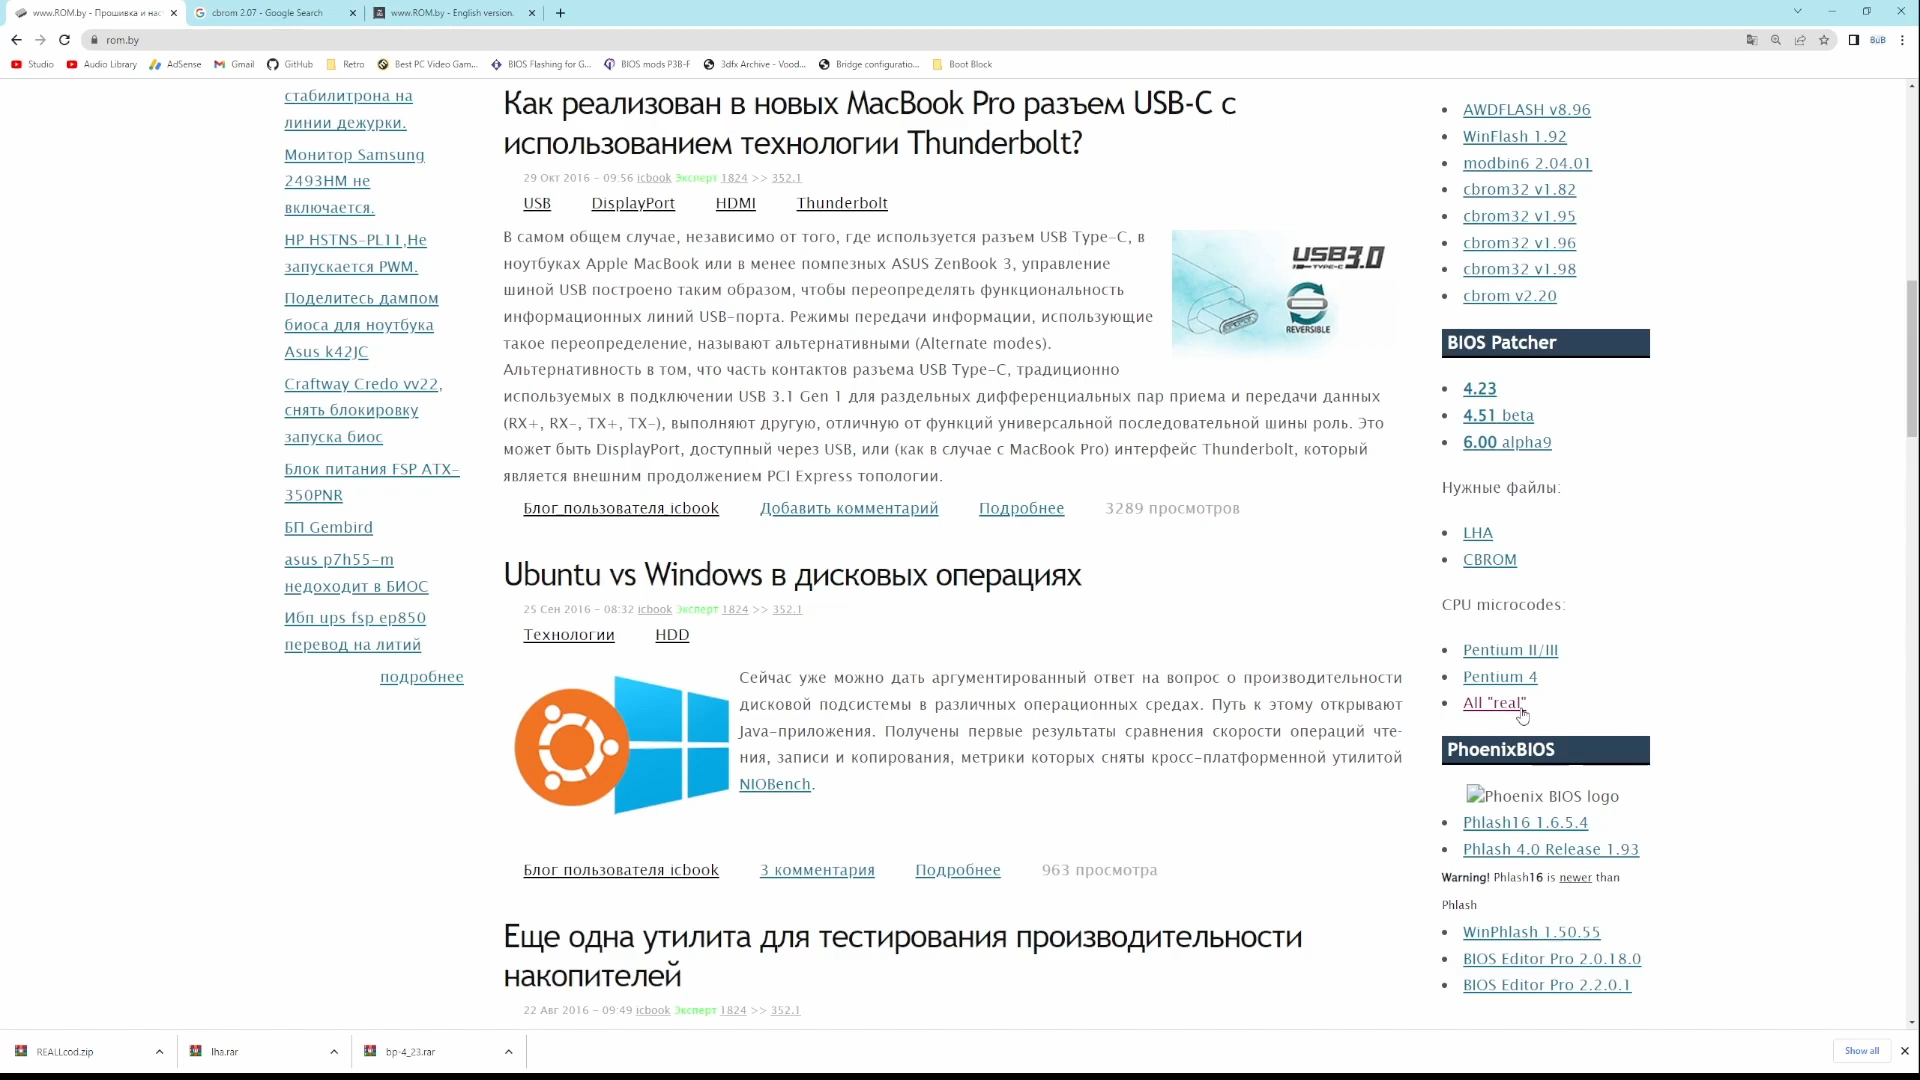 www.ROM.by - Прошивка и нас
cbrom 2.07 - Google Search
www.ROM.by - English version.
rom.by
Studio
Audio Library
AdSense
Gmail
GitHub
Retro
Best PC Video Gam...
BIOS Flashing for G...
BIOS mods P3B-F
3dfx Archive - Vood...
Bridge configuratio...
Boot Block
стабилитрона на
линии дежурки.
Монитор Samsung
2493HM не
включается.
HP HSTNS-PL11,Не
запускается PWM.
Поделитесь дампом
биоса для ноутбука
Asus k42JC
Craftway Credo vv22,
снять блокировку
запуска биос
Блок питания FSP ATX-
350PNR
БП Gembird
asus p7h55-m
недоходит в БИОС
Ибп ups fsp ep850
перевод на литий
подробнее
Как реализован в новых MacBook Pro разъем USB-C с
использованием технологии Thunderbolt?
29 Окт 2016 - 09:56 icbook Эксперт 1824 >> 352.1
USB DisplayPort HDMI Thunderbolt
В самом общем случае, независимо от того, где используется разъем USB Type-C, в
ноутбуках Apple MacBook или в менее помпезных ASUS ZenBook 3, управление
шиной USB построено таким образом, чтобы переопределять функциональность
информационных линий USB-порта. Режимы передачи информации, использующие
такое переопределение, называют альтернативными (Alternate modes).
Альтернативность в том, что часть контактов разъема USB Type-C, традиционно
используемых в подключении USB 3.1 Gen 1 для раздельных дифференциальных пар приема и передачи данных
(RX+, RX-, TX+, TX-), выполняют другую, отличную от функций универсальной последовательной шины роль. Это
может быть DisplayPort, доступный через USB, или (как в случае с MacBook Pro) интерфейс Thunderbolt, который
является внешним продолжением PCI Express топологии.
USB3.0
TYPE-C
REVERSIBLE
Блог пользователя icbook Добавить комментарий Подробнее 3289 просмотров
Ubuntu vs Windows в дисковых операциях
25 Сен 2016 - 08:32 icbook Эксперт 1824 >> 352.1
Технологии HDD
Сейчас уже можно дать аргументированный ответ на вопрос о производительности
дисковой подсистемы в различных операционных средах. Путь к этому открывают
Java-приложения. Получены первые результаты сравнения скорости операций чте-
ния, записи и копирования, метрики которых сняты кросс-платформенной утилитой
NIOBench.
Блог пользователя icbook 3 комментария Подробнее 963 просмотра
Еще одна утилита для тестирования производительности
накопителей
22 Авг 2016 - 09:49 icbook Эксперт 1824 >> 352.1
AWDFLASH v8.96
WinFlash 1.92
modbin6 2.04.01
cbrom32 v1.82
cbrom32 v1.95
cbrom32 v1.96
cbrom32 v1.98
cbrom v2.20
BIOS Patcher
4.23
4.51 beta
6.00 alpha9
Нужные файлы:
LHA
CBROM
CPU microcodes:
Pentium II/III
Pentium 4
All "real"
PhoenixBIOS
Phoenix BIOS logo
Phlash16 1.6.5.4
Phlash 4.0 Release 1.93
Warning! Phlash16 is newer than
Phlash
WinPhlash 1.50.55
BIOS Editor Pro 2.0.18.0
BIOS Editor Pro 2.2.0.1
REALLcod.zip
lha.rar
bp-4_23.rar
Show all